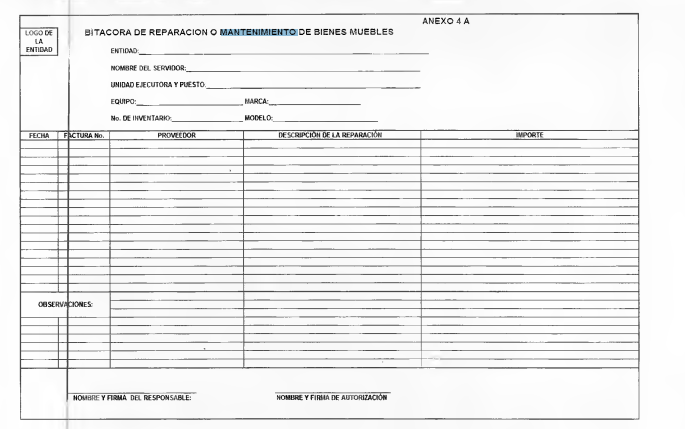 ANEXO 4 A
LOGO DE
LA
ENTIDAD
BITACORA DE REPARACION O MANTENIMIENTO DE BIENES MUEBLES
ENTIDAD:
NOMBRE DEL SERVIDOR:
UNIDAD EJECUTORA Y PUESTO:
EQUIPO: MARCA:
No. DE INVENTARIO: MODELO:
FECHA FACTURA No. PROVEEDOR DESCRIPCIÓN DE LA REPARACIÓN IMPORTE
OBSERVACIONES:
NOMBRE Y FIRMA DEL RESPONSABLE: NOMBRE Y FIRMA DE AUTORIZACIÓN